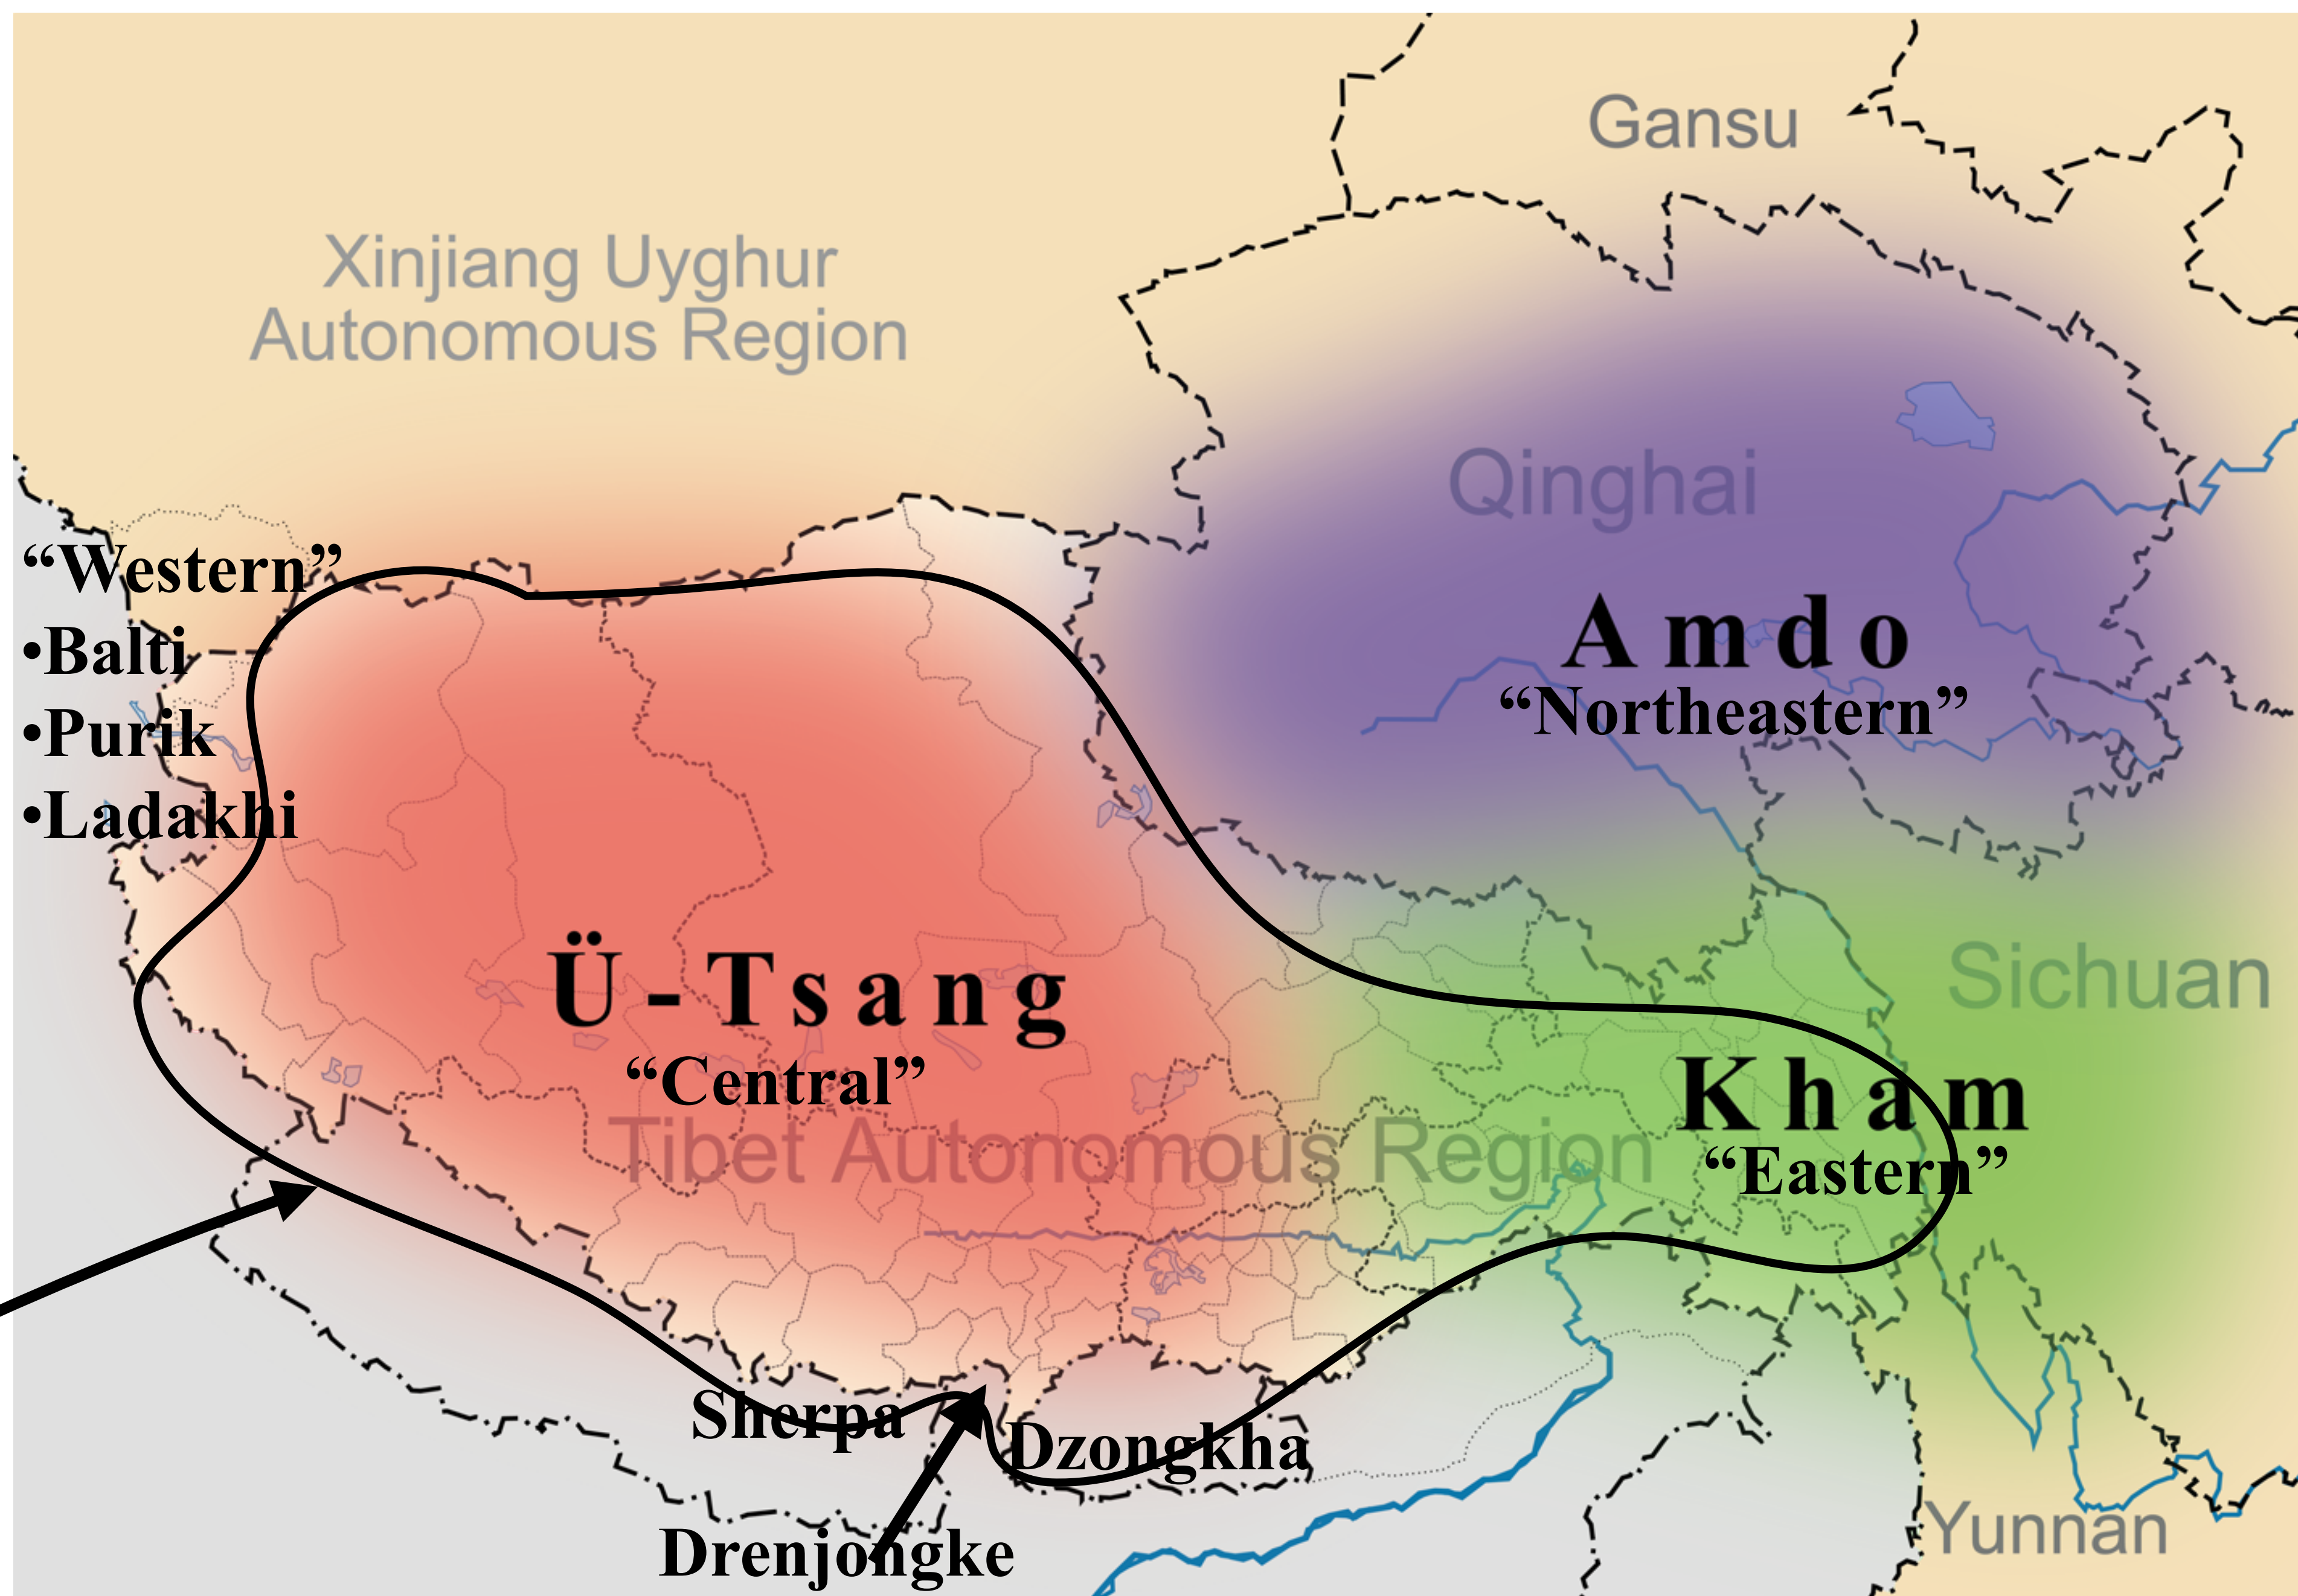 Gansu
Xinjiang Uyghur
Autonomous Region
Qinghai
“Western”
•Balti
•Purik
•Ladakhi
Amdo
“Northeastern”
Ü-Tsang
“Central”
Sichuan
Kham
“Eastern”
Tibet Autonomous Region
Sherpa
Dzongkha
Drenjongke
Yunnan